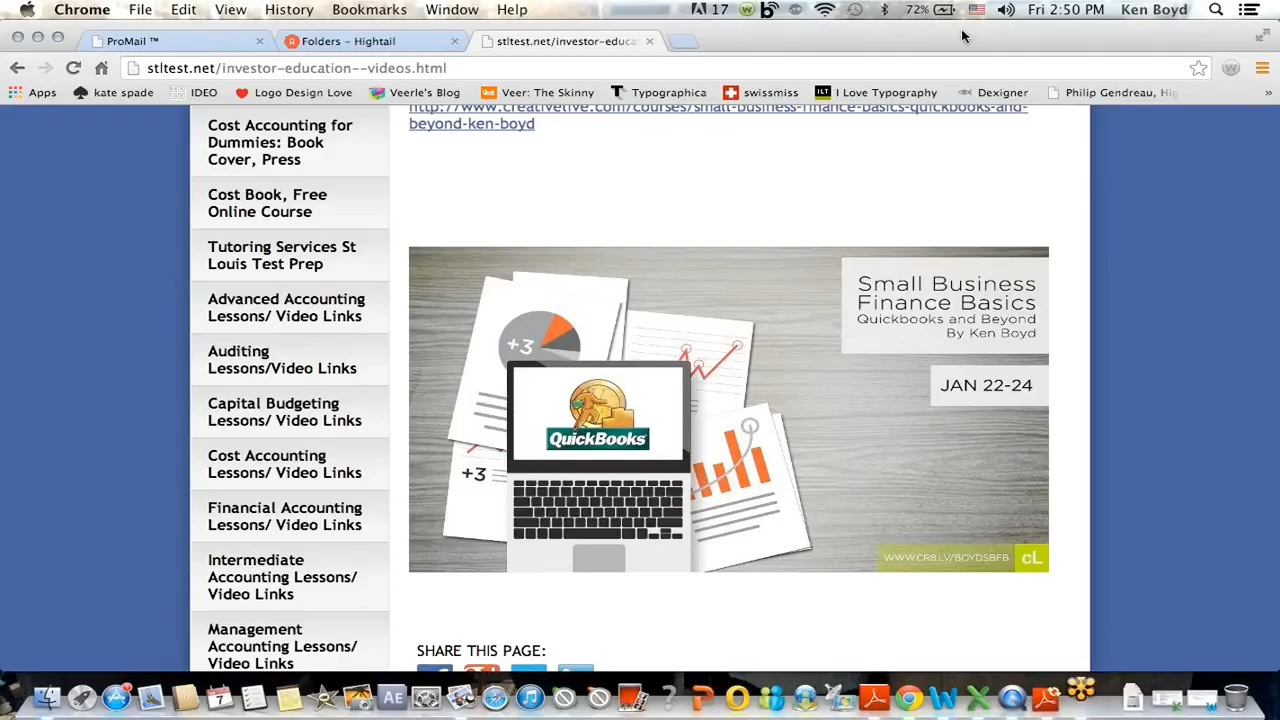 Chrome File Edit View History Bookmarks Window Help 17 72% Fri 2:50 PM Ken Boyd
ProMail ™
Folders – Hightail
stltest.net/investor-educa
stltest.net/investor-education--videos.html
Apps
kate spade
IDEO
Logo Design Love
Veerle's Blog
Veer: The Skinny
Typographica
swissmiss
I Love Typography
Dexigner
Philip Gendreau, Hig
»
http://www.creativelive.com/courses/small-business-finance-basics-quickbooks-and-
beyond-ken-boyd
Cost Accounting for
Dummies: Book
Cover, Press
Cost Book, Free
Online Course
Tutoring Services St
Louis Test Prep
Advanced Accounting
Lessons/ Video Links
Auditing
Lessons/Video Links
Capital Budgeting
Lessons/ Video Links
Cost Accounting
Lessons/ Video Links
Financial Accounting
Lessons/ Video Links
Intermediate
Accounting Lessons/
Video Links
Management
Accounting Lessons/
Video Links
Small Business
Finance Basics
Quickbooks and Beyond
By Ken Boyd
JAN 22-24
+3
QuickBooks
+3
WWW.CR8.LV/BOYDSBFB cL
SHARE THIS PAGE: